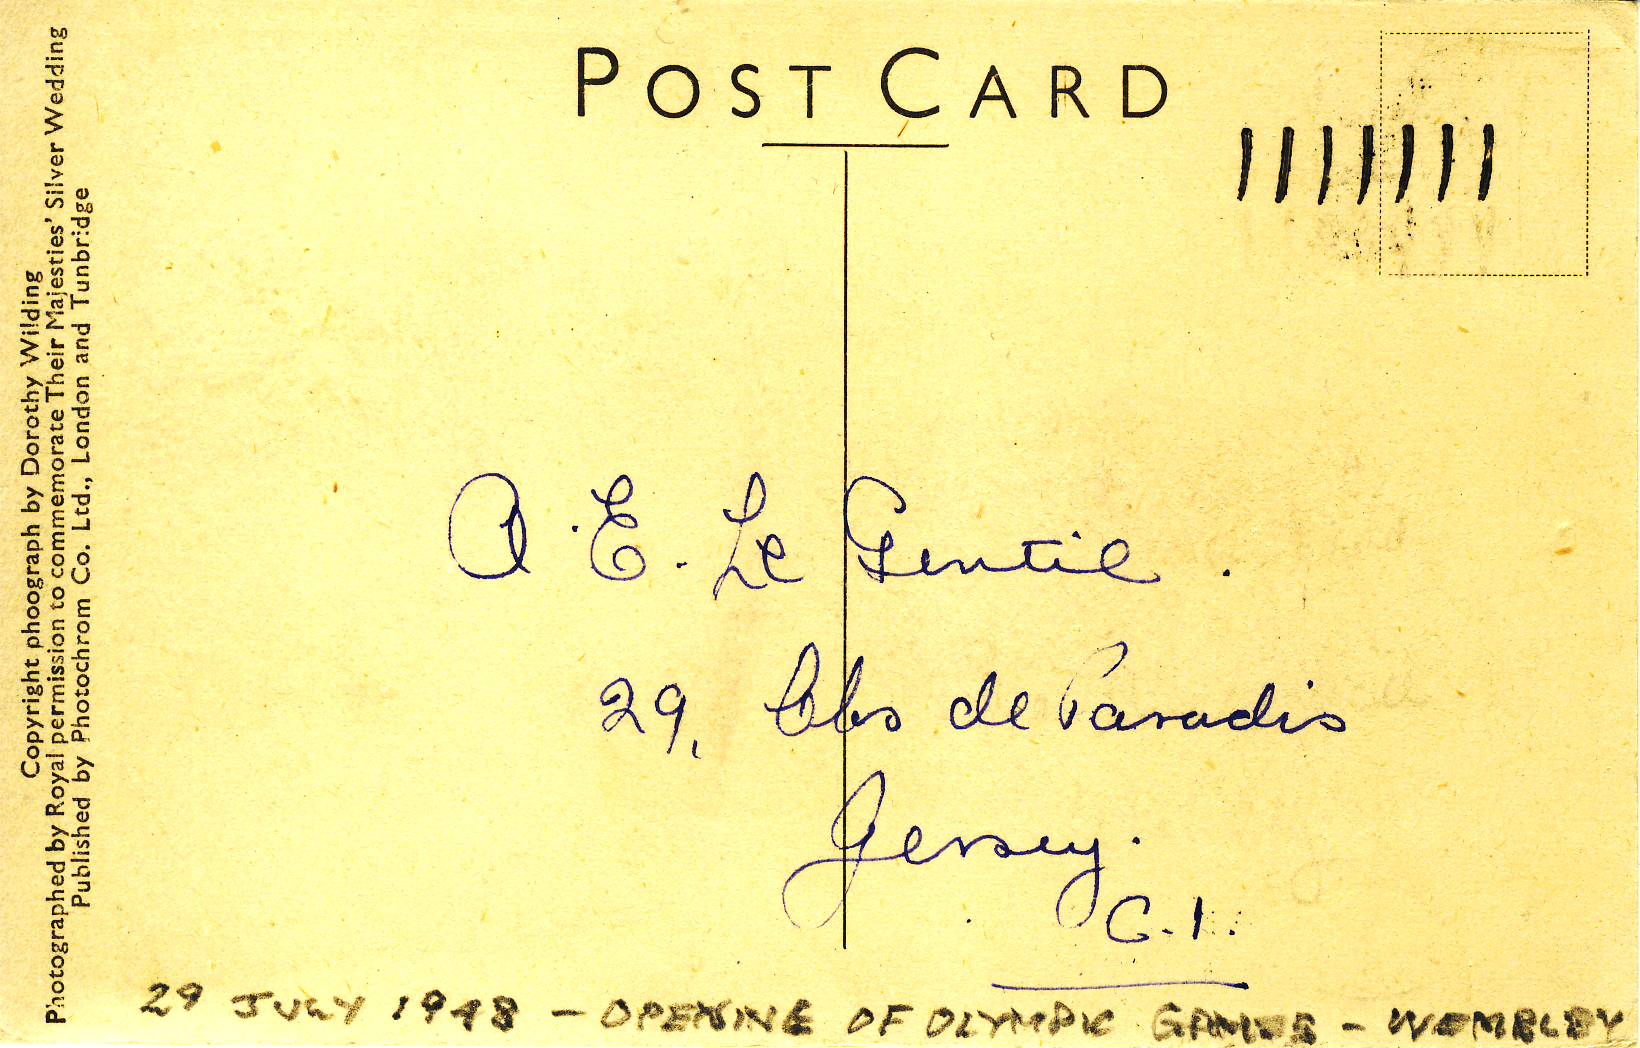 POST CARD
Copyright phoograph by Dorothy Wilding
Photographed by Royal permission to commemorate Their Majesties' Silver Wedding
Published by Photochrom Co. Ltd., London and Tunbridge
A. E. Le Gentil.
29, Cbs de Paradis
Jersey.
C.I.
29 JULY 1948 - OPENING OF OLYMPIC GAMES - WEMBLEY